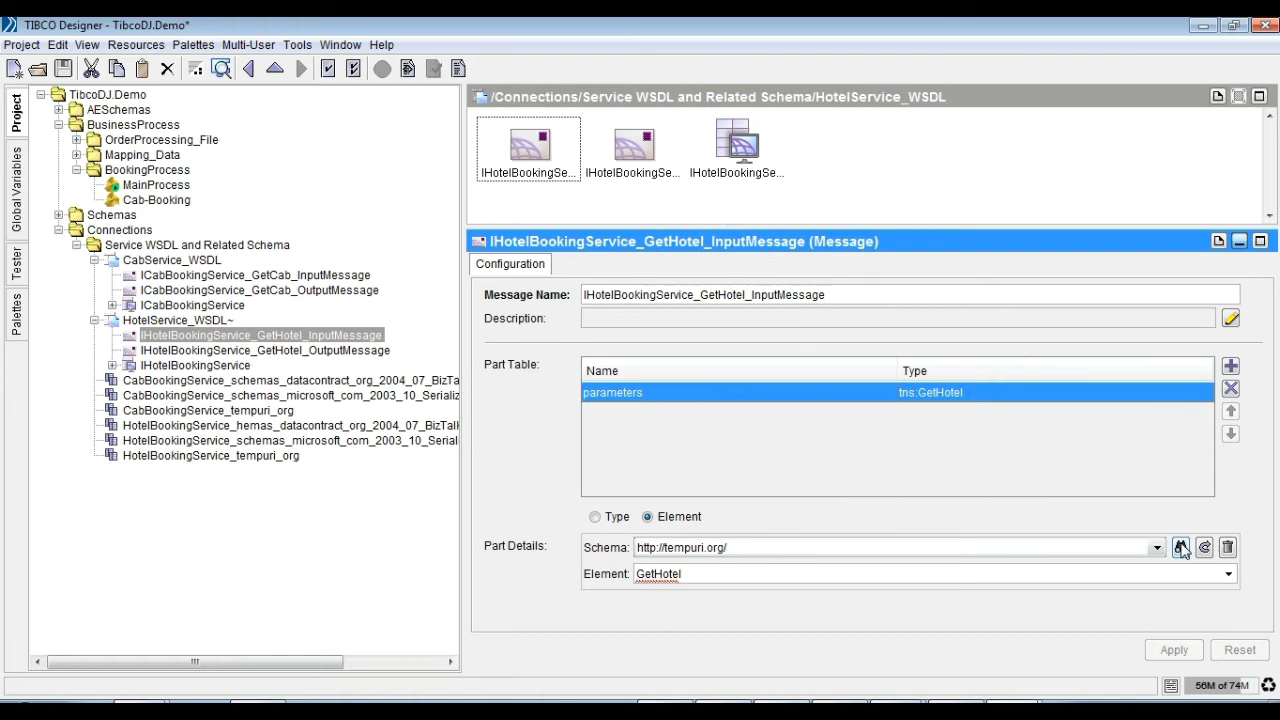 TIBCO Designer - TibcoDJ.Demo*
Project Edit View Resources Palettes Multi-User Tools Window Help
Project
Global Variables
Tester
Palettes
TibcoDJ.Demo
AESchemas
BusinessProcess
OrderProcessing_File
Mapping_Data
BookingProcess
MainProcess
Cab-Booking
Schemas
Connections
Service WSDL and Related Schema
CabService_WSDL
ICabBookingService_GetCab_InputMessage
ICabBookingService_GetCab_OutputMessage
ICabBookingService
HotelService_WSDL~
IHotelBookingService_GetHotel_InputMessage
IHotelBookingService_GetHotel_OutputMessage
IHotelBookingService
CabBookingService_schemas_datacontract_org_2004_07_BizTa
CabBookingService_schemas_microsoft_com_2003_10_Serializ
CabBookingService_tempuri_org
HotelBookingService_hemas_datacontract_org_2004_07_BizTalk
HotelBookingService_schemas_microsoft_com_2003_10_Serial
HotelBookingService_tempuri_org
/Connections/Service WSDL and Related Schema/HotelService_WSDL
IHotelBookingSe... IHotelBookingSe... IHotelBookingSe...
IHotelBookingService_GetHotel_InputMessage (Message)
Configuration
Message Name: IHotelBookingService_GetHotel_InputMessage
Description:
Part Table: Name Type
parameters tns:GetHotel
Type Element
Part Details: Schema: http://tempuri.org/
Element: GetHotel
Apply Reset
56M of 74M